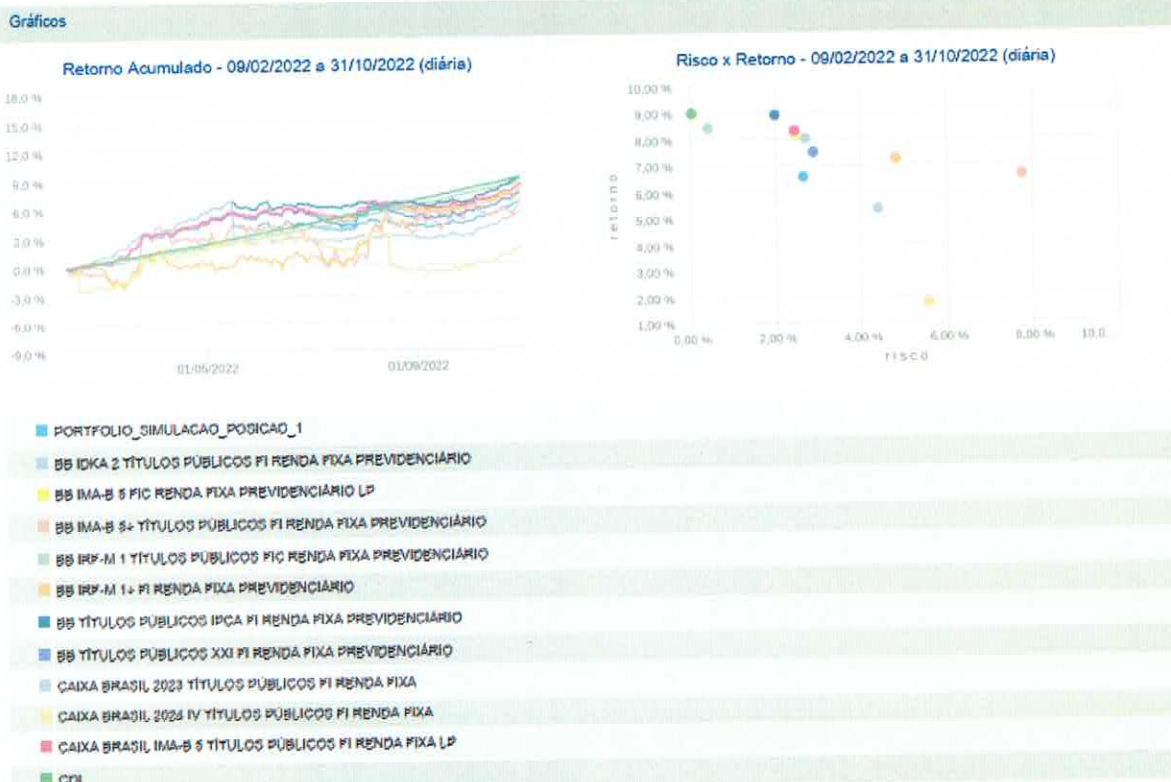 Gráficos
Retorno Acumulado - 09/02/2022 a 31/10/2022 (diária)
18,0 %
15,0 %
12,0 %
9,0 %
6,0 %
3,0 %
0,0 %
-3,0 %
-6,0 %
-9,0 %
01/05/2022
01/09/2022
Risco x Retorno - 09/02/2022 a 31/10/2022 (diária)
retorno
10,00 %
9,00 %
8,00 %
7,00 %
6,00 %
5,00 %
4,00 %
3,00 %
2,00 %
1,00 %
0,00 %
2,00 %
4,00 %
6,00 %
8,00 %
10,0...
risco
PORTFOLIO_SIMULACAO_POSICAO_1
BB IDKA 2 TÍTULOS PÚBLICOS FI RENDA FIXA PREVIDENCIÁRIO
BB IMA-B 5 FIC RENDA FIXA PREVIDENCIÁRIO LP
BB IMA-B 5+ TÍTULOS PÚBLICOS FI RENDA FIXA PREVIDENCIÁRIO
BB IRF-M 1 TÍTULOS PÚBLICOS FIC RENDA FIXA PREVIDENCIÁRIO
BB IRF-M 1+ FI RENDA FIXA PREVIDENCIÁRIO
BB TÍTULOS PÚBLICOS IPCA FI RENDA FIXA PREVIDENCIÁRIO
BB TÍTULOS PÚBLICOS XXI FI RENDA FIXA PREVIDENCIÁRIO
CAIXA BRASIL 2023 TÍTULOS PÚBLICOS FI RENDA FIXA
CAIXA BRASIL 2024 IV TÍTULOS PÚBLICOS FI RENDA FIXA
CAIXA BRASIL IMA-B 5 TÍTULOS PÚBLICOS FI RENDA FIXA LP
CDI